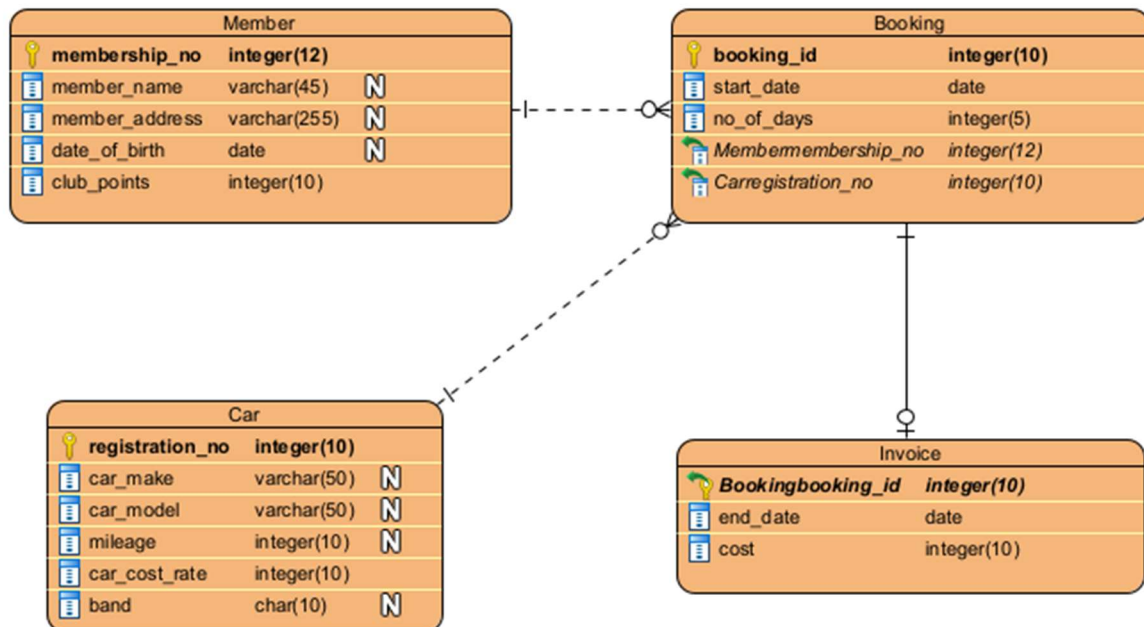 Member
membership_no integer(12)
member_name varchar(45) N
member_address varchar(255) N
date_of_birth date N
club_points integer(10)
Booking
booking_id integer(10)
start_date date
no_of_days integer(5)
Membermembership_no integer(12)
Carregistration_no integer(10)
Car
registration_no integer(10)
car_make varchar(50) N
car_model varchar(50) N
mileage integer(10) N
car_cost_rate integer(10)
band char(10) N
Invoice
Bookingbooking_id integer(10)
end_date date
cost integer(10)